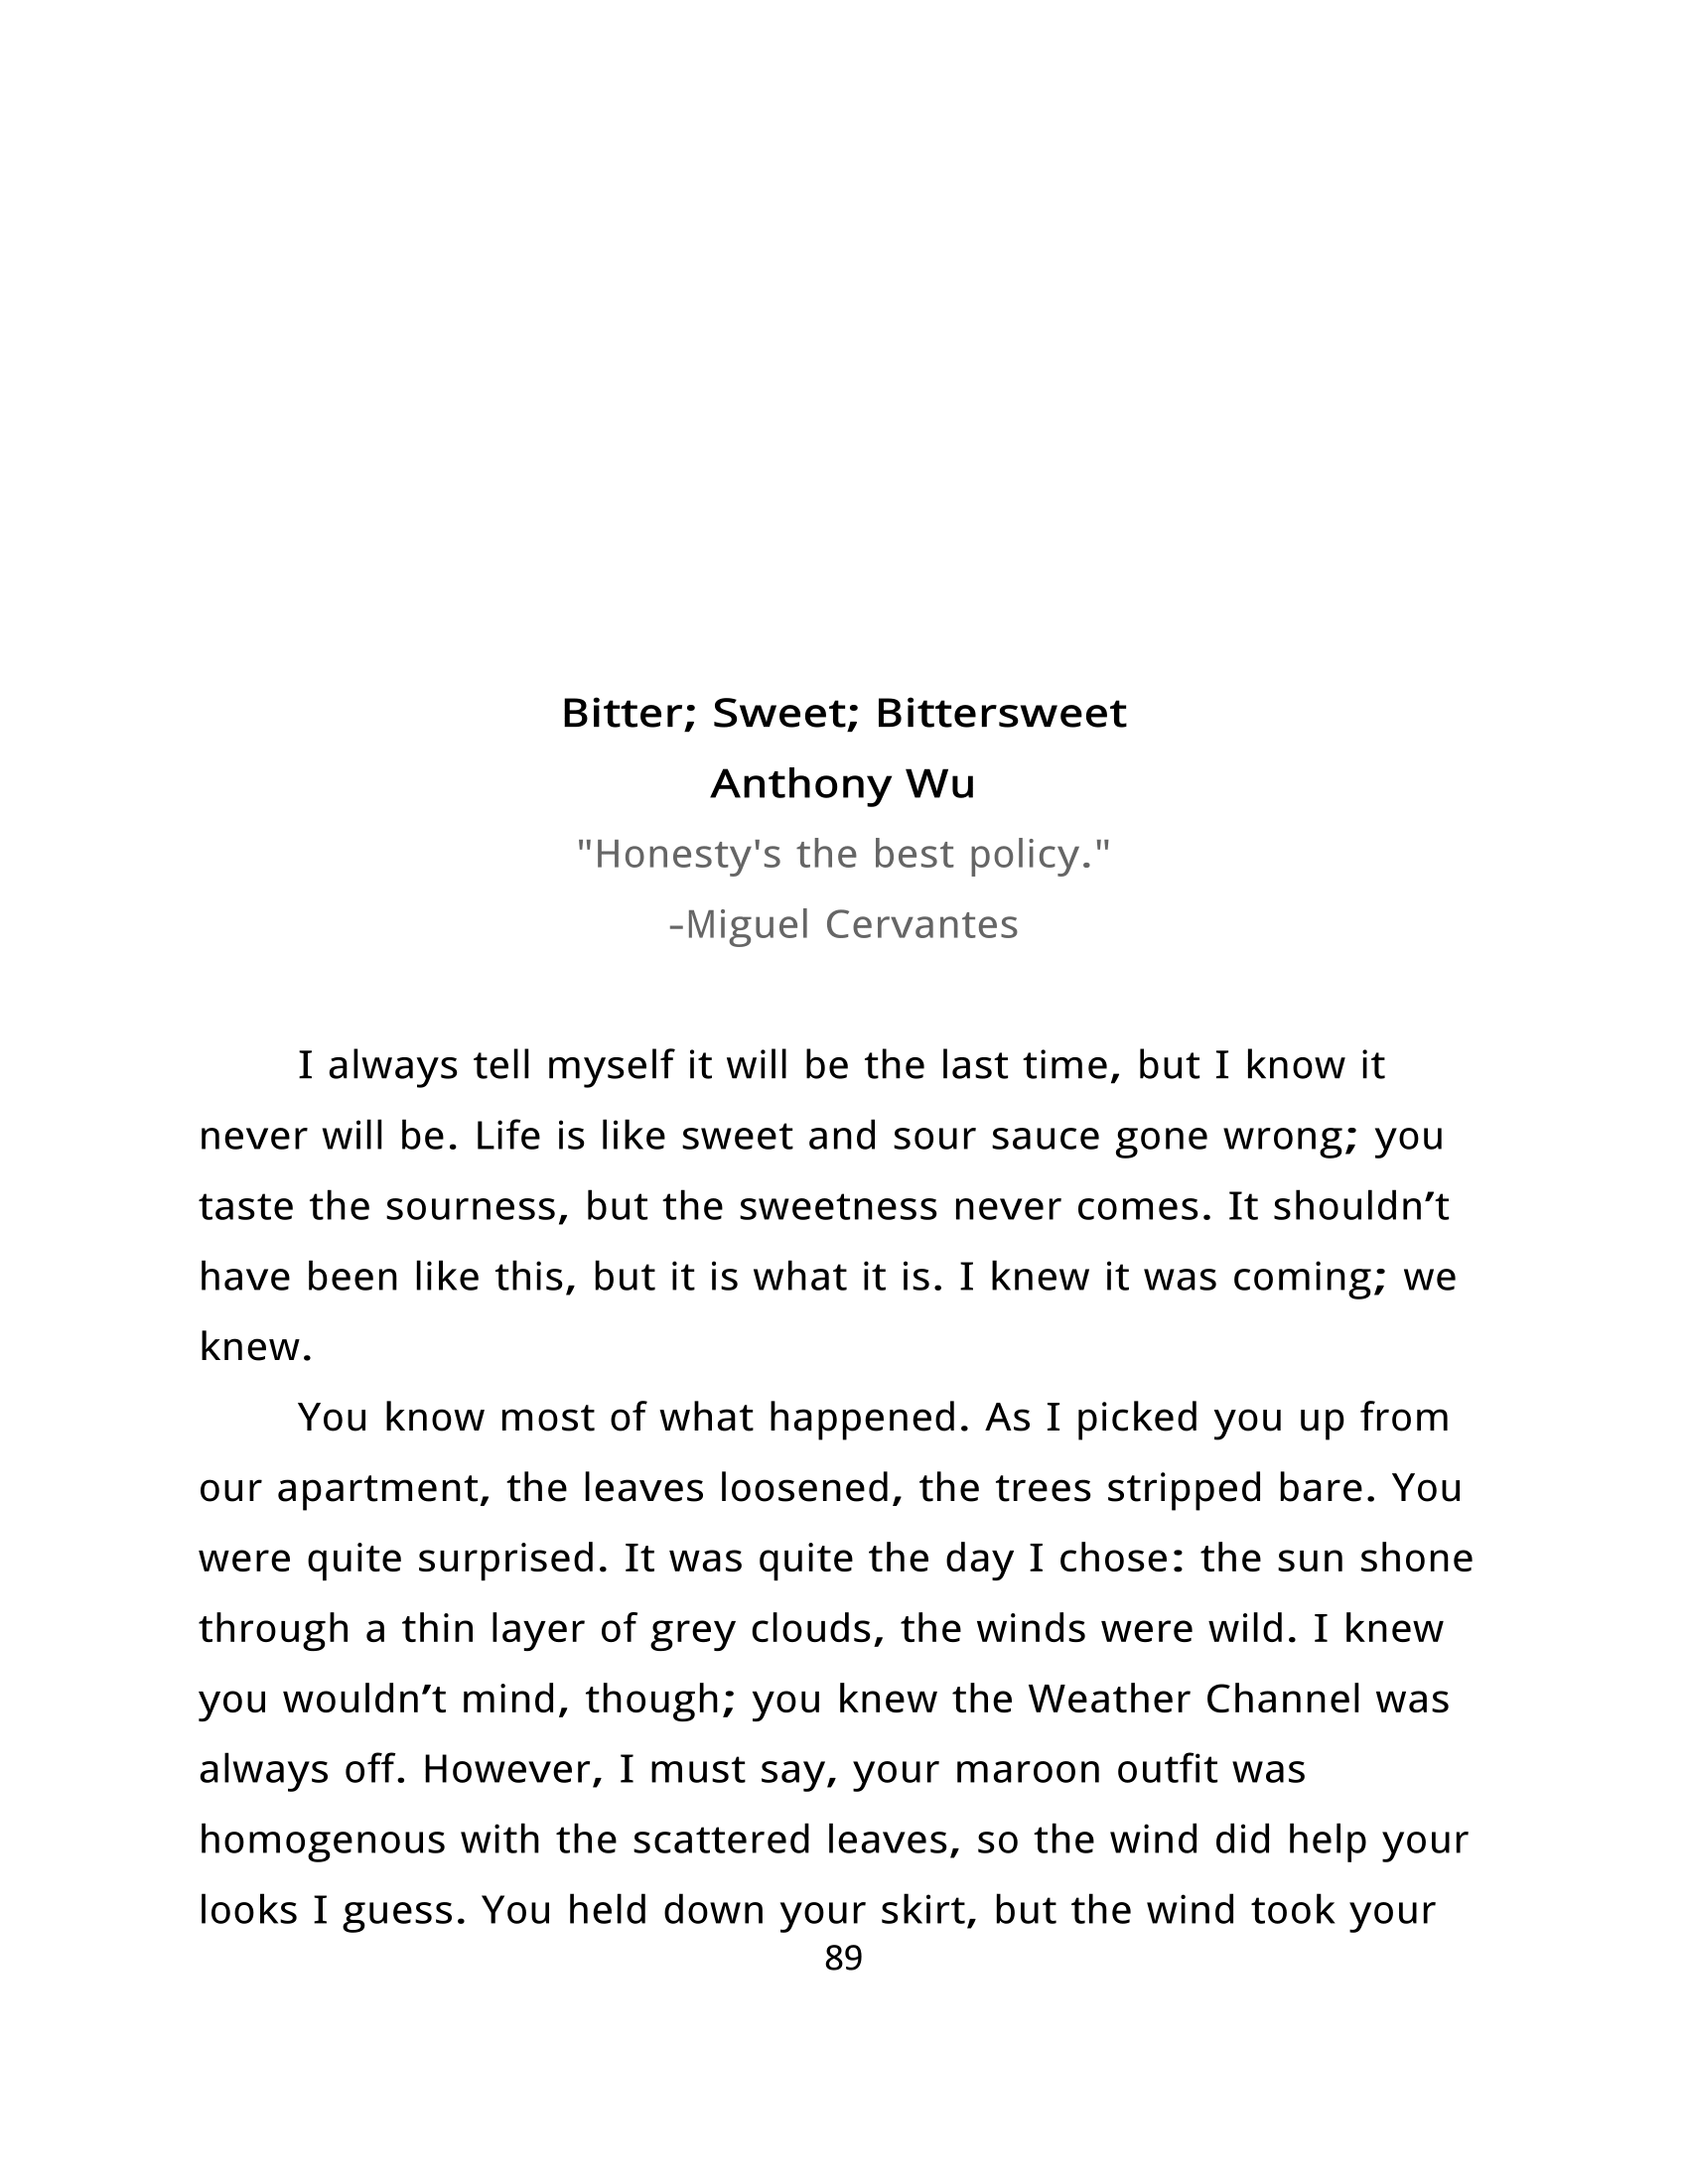 Bitter; Sweet; Bittersweet
Anthony Wu
"Honesty's the best policy."
-Miguel Cervantes
I always tell myself it will be the last time, but I know it
never will be. Life is like sweet and sour sauce gone wrong; you
taste the sourness, but the sweetness never comes. It shouldn’t
have been like this, but it is what it is. I knew it was coming; we
knew.
You know most of what happened. As I picked you up from
our apartment, the leaves loosened, the trees stripped bare. You
were quite surprised. It was quite the day I chose: the sun shone
through a thin layer of grey clouds, the winds were wild. I knew
you wouldn’t mind, though; you knew the Weather Channel was
always off. However, I must say, your maroon outfit was
homogenous with the scattered leaves, so the wind did help your
looks I guess. You held down your skirt, but the wind took your
89